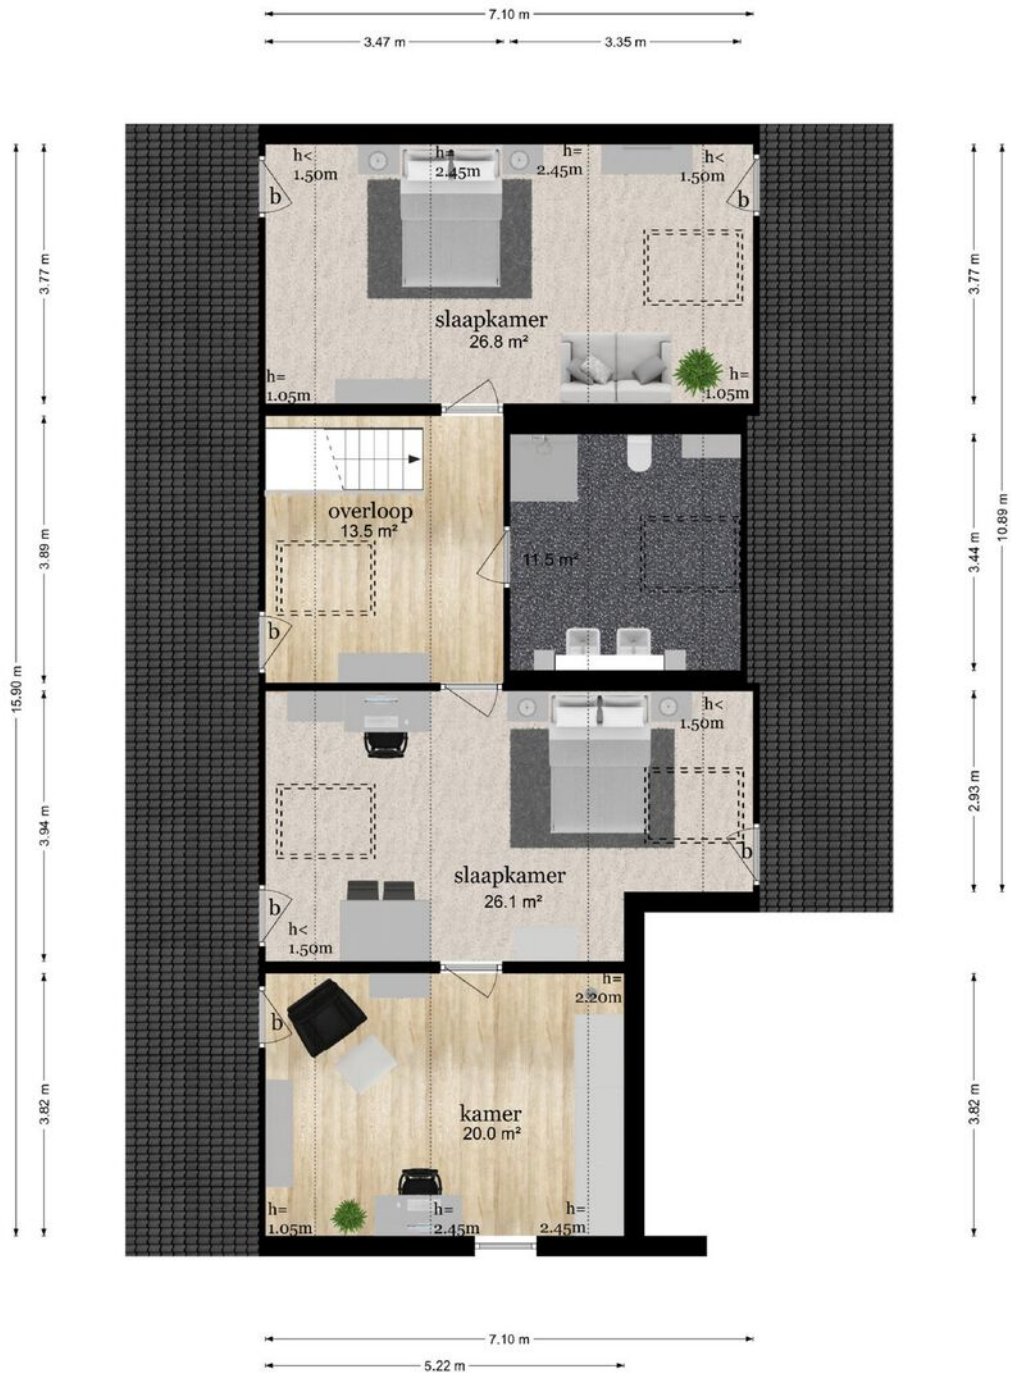 7.10 m
3.47 m
3.35 m
h<
1.50m
h=
2.45m
h=
2.45m
h<
1.50m
b
b
3.77 m
3.77 m
slaapkamer
26.8 m²
h=
1.05m
h=
1.05m
overloop
13.5 m²
11.5 m²
3.89 m
3.44 m
10.89 m
b
15.90 m
h<
1.50m
3.94 m
2.93 m
b
slaapkamer
26.1 m²
b
h<
1.50m
h=
2.20m
b
kamer
20.0 m²
3.82 m
3.82 m
h=
1.05m
h=
2.45m
h=
2.45m
7.10 m
5.22 m